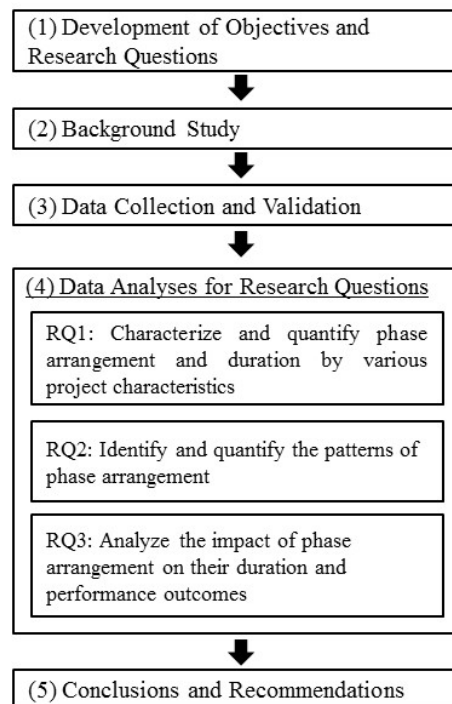 (1) Development of Objectives and
Research Questions
(2) Background Study
(3) Data Collection and Validation
(4) Data Analyses for Research Questions
RQ1: Characterize and quantify phase
arrangement and duration by various
project characteristics
RQ2: Identify and quantify the patterns of
phase arrangement
RQ3: Analyze the impact of phase
arrangement on their duration and
performance outcomes
(5) Conclusions and Recommendations